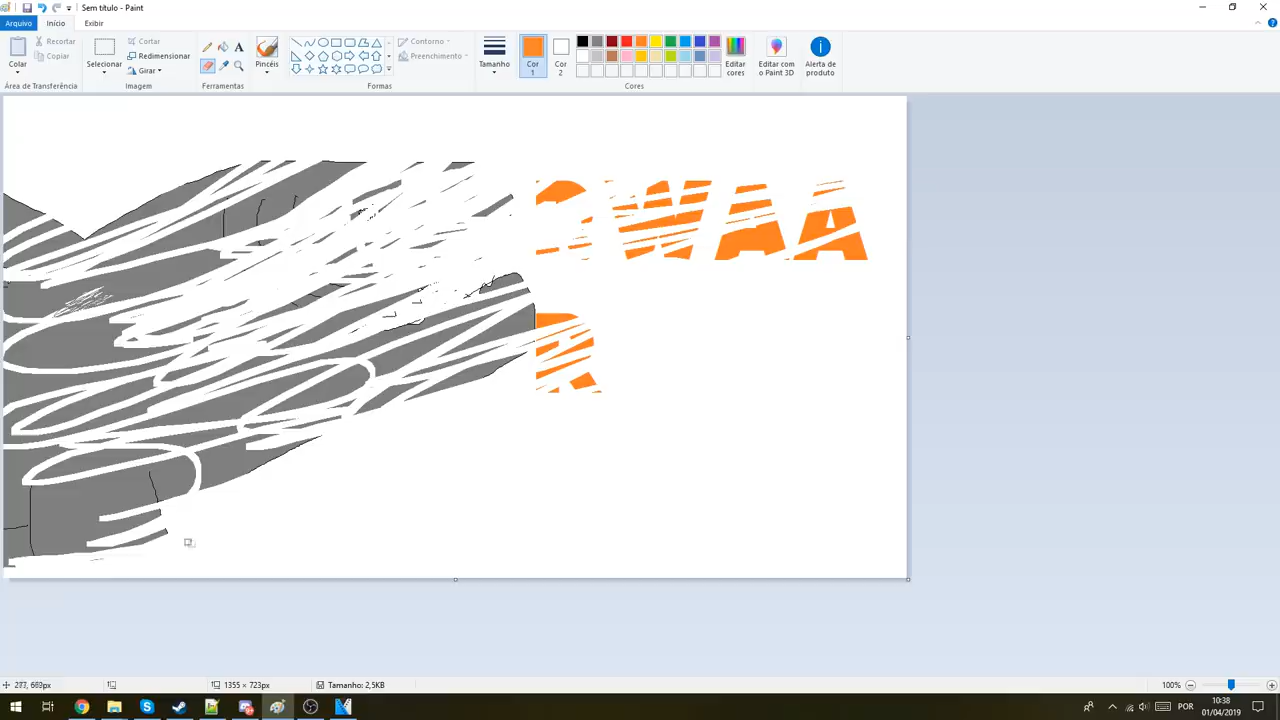 Sem título - Paint
Arquivo Início Exibir
Colar
Recortar
Copiar
Área de Transferência
Selecionar
Cortar
Redimensionar
Girar
Imagem
Ferramentas
Pincéis
Contorno
Preenchimento
Formas
Tamanho
Cor 1
Cor 2
Editar cores
Cores
Editar com o Paint 3D
Alerta de produto
WAA
R
1355 × 723px
Tamanho: 2,5KB
100%
POR
10:38
01/04/2019